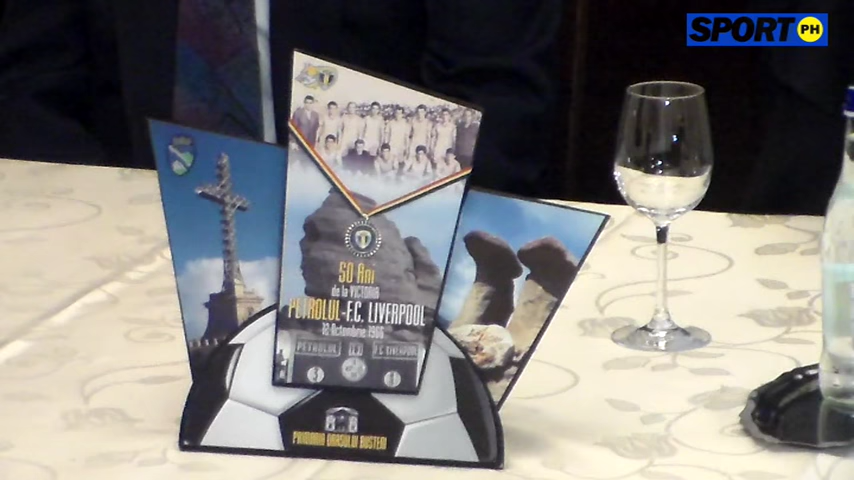 SPORT PH
50 Ani
de la VICTORIA
PETROLUL-F.C. LIVERPOOL
12 Octombrie 1966
PETROLUL F.C. LIVERPOOL
3 1
PRIMARIA ORASULUI BUSTENI